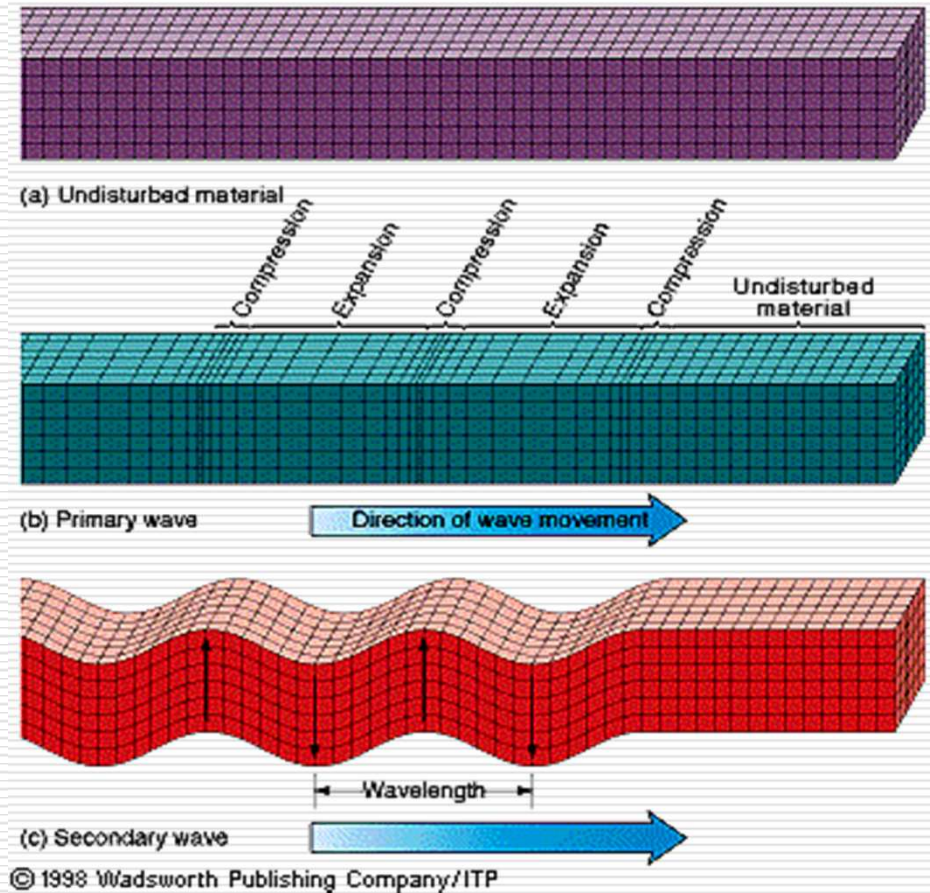 (a) Undisturbed material
Compression
Expansion
Compression
Expansion
Compression
Undisturbed
material
(b) Primary wave
Direction of wave movement
Wavelength
(c) Secondary wave
© 1998 Wadsworth Publishing Company/ITP